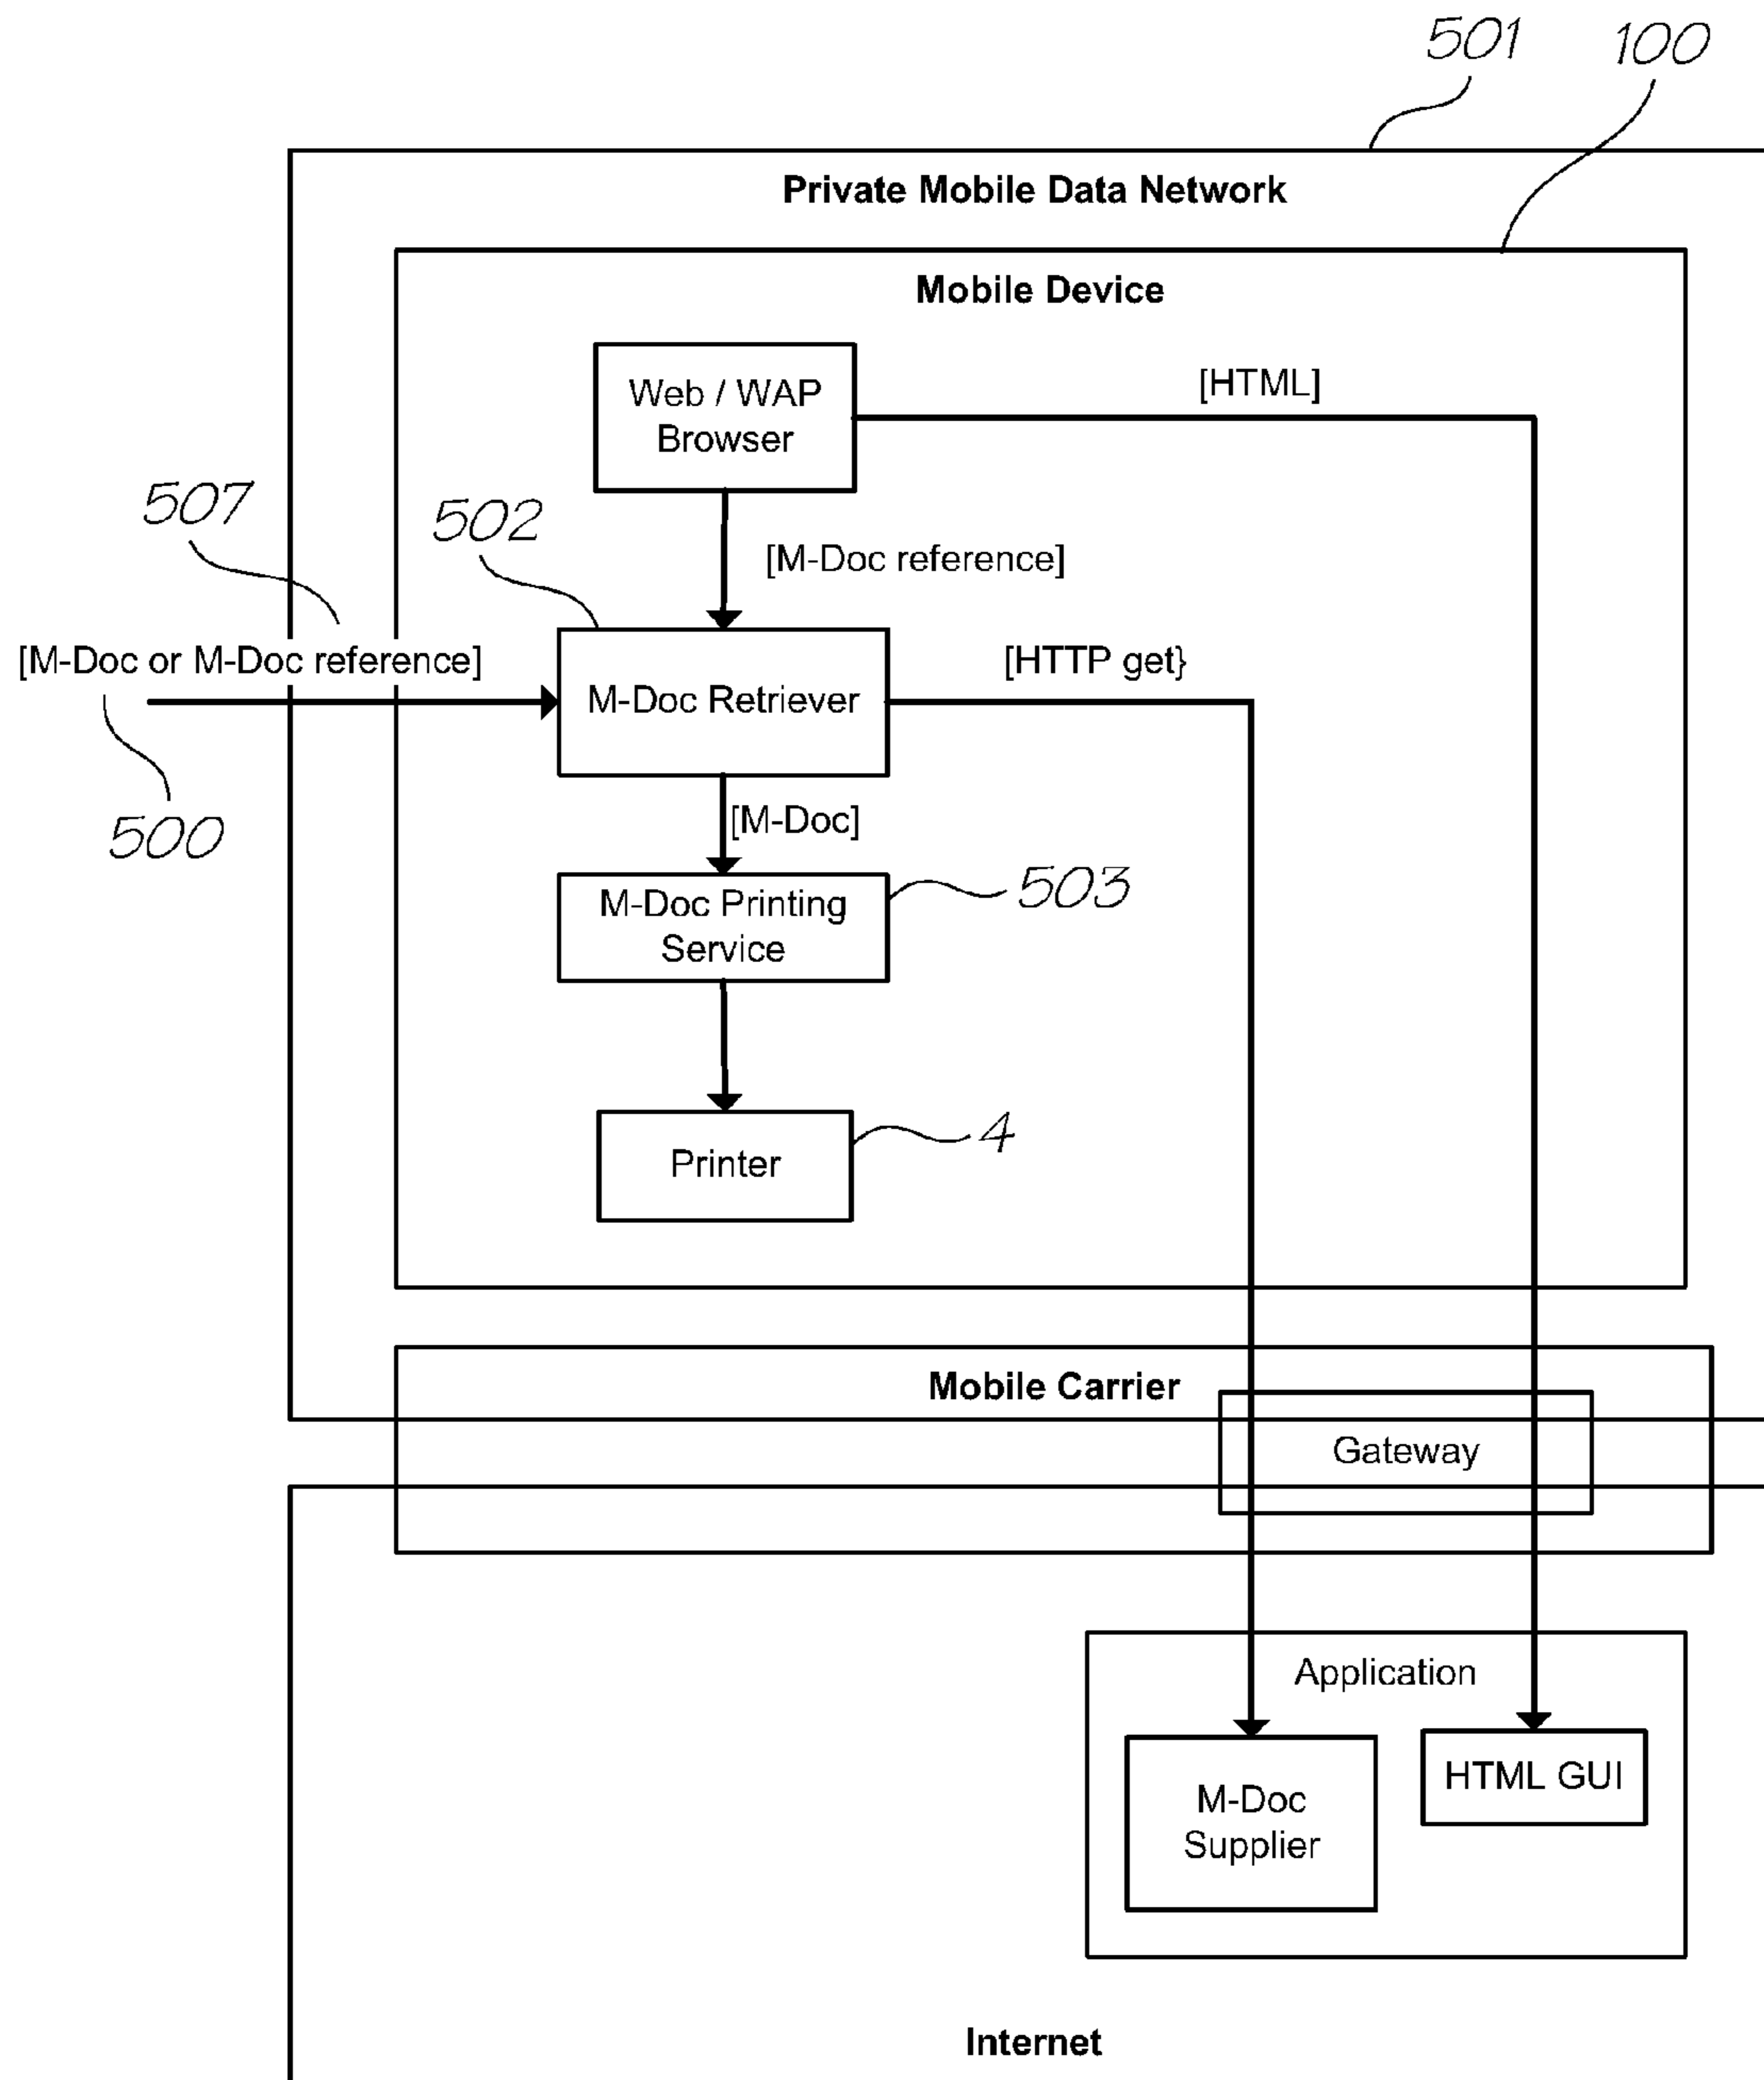 501
100
Private Mobile Data Network
Mobile Device
Web / WAP
Browser
[HTML]
507
502
[M-Doc reference]
[M-Doc or M-Doc reference]
M-Doc Retriever
[HTTP get}
500
[M-Doc]
M-Doc Printing
Service
503
Printer
4
Mobile Carrier
Gateway
Application
M-Doc
Supplier
HTML GUI
Internet